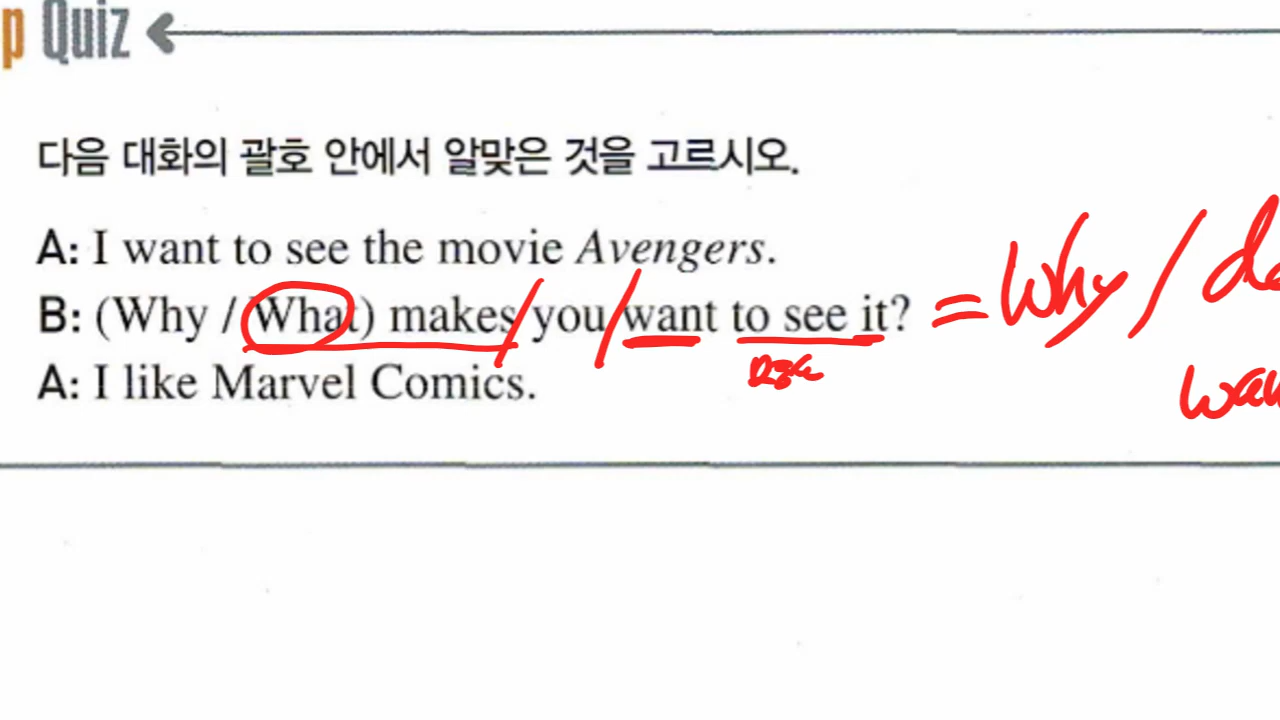 p Quiz
다음 대화의 괄호 안에서 알맞은 것을 고르시오.
A: I want to see the movie Avengers.
B: (Why / What) makes / you / want to see it? = Why / do
A: I like Marvel Comics.